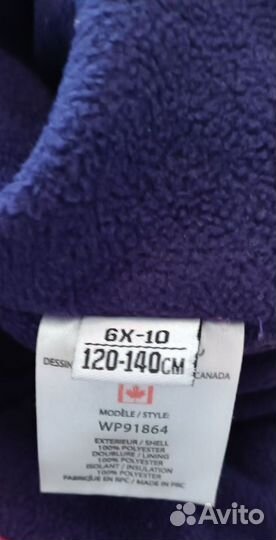 6X-10
120-140CM
DESSIN
CANADA
MODÈLE / STYLE:
WP91864
EXTERIEUR / SHELL
100% POLYESTER
DOUBLURE / LINING
100% POLYESTER
ISOLANT / INSULATION
100% POLYESTER
FABRIQUÉ EN RPC / MADE IN PRC
Avito